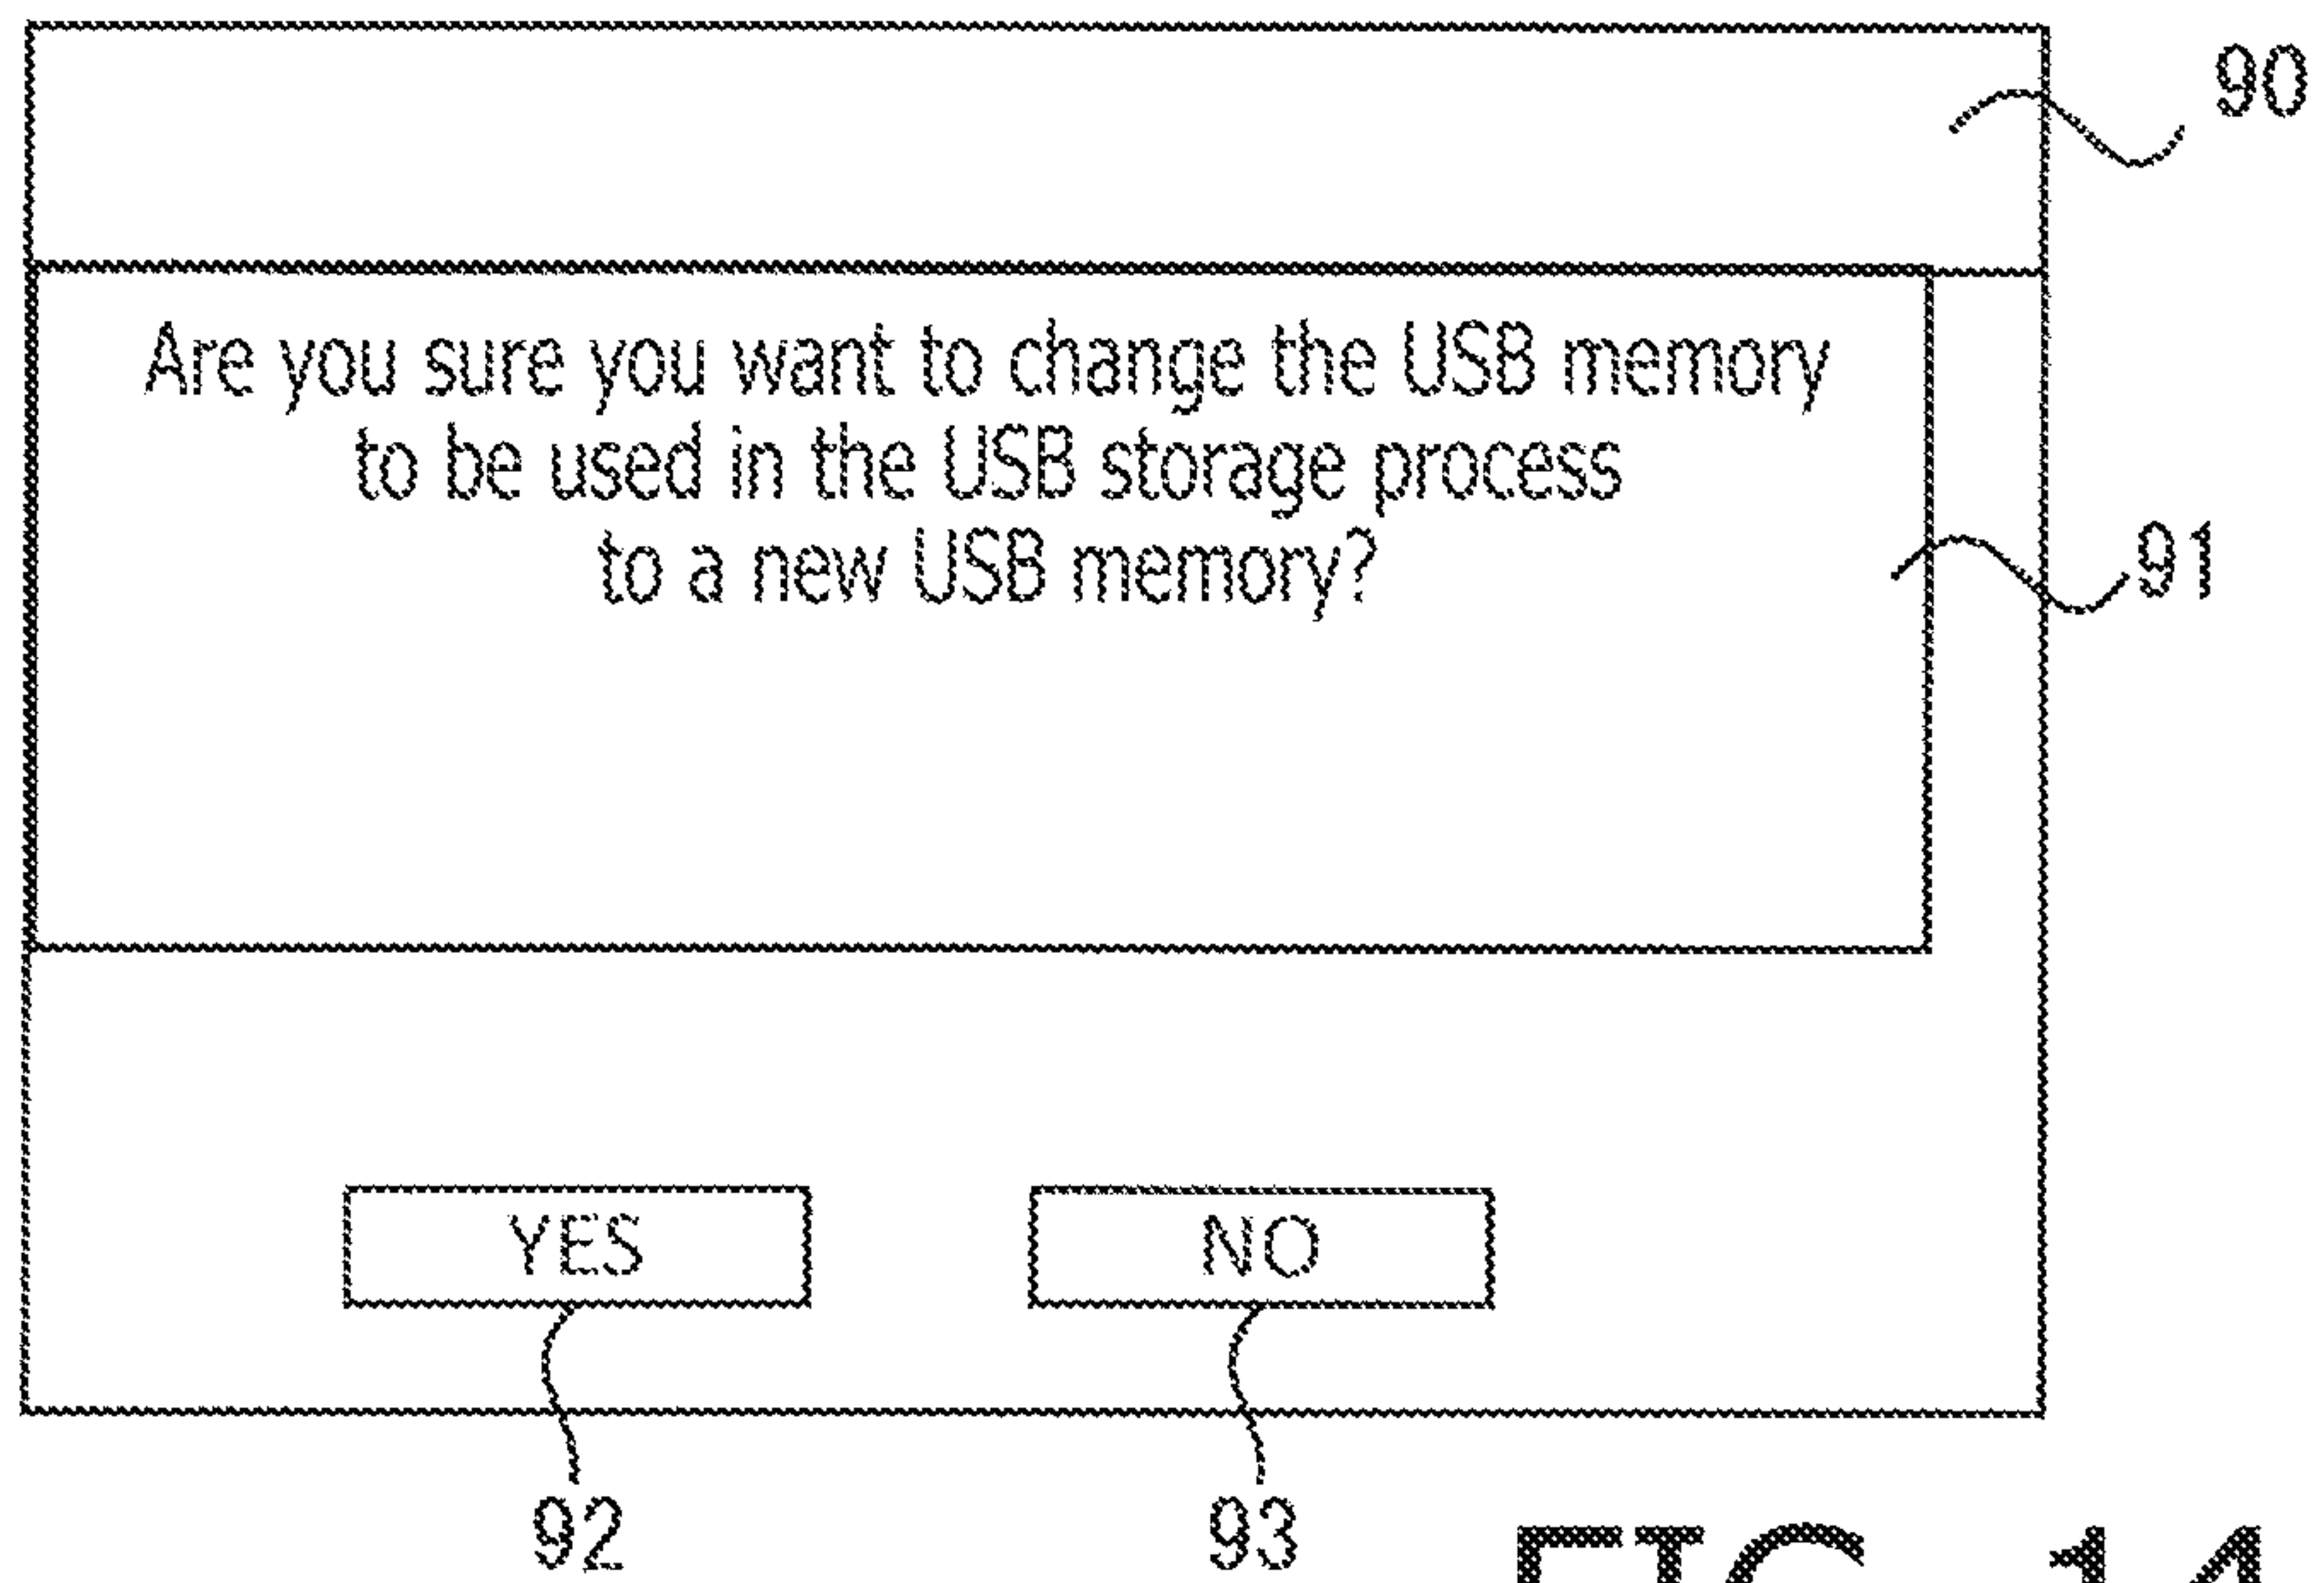 90
Are you sure you want to change the USB memory
to be used in the USB storage process
to a new USB memory?
91
YES
NO
92
93